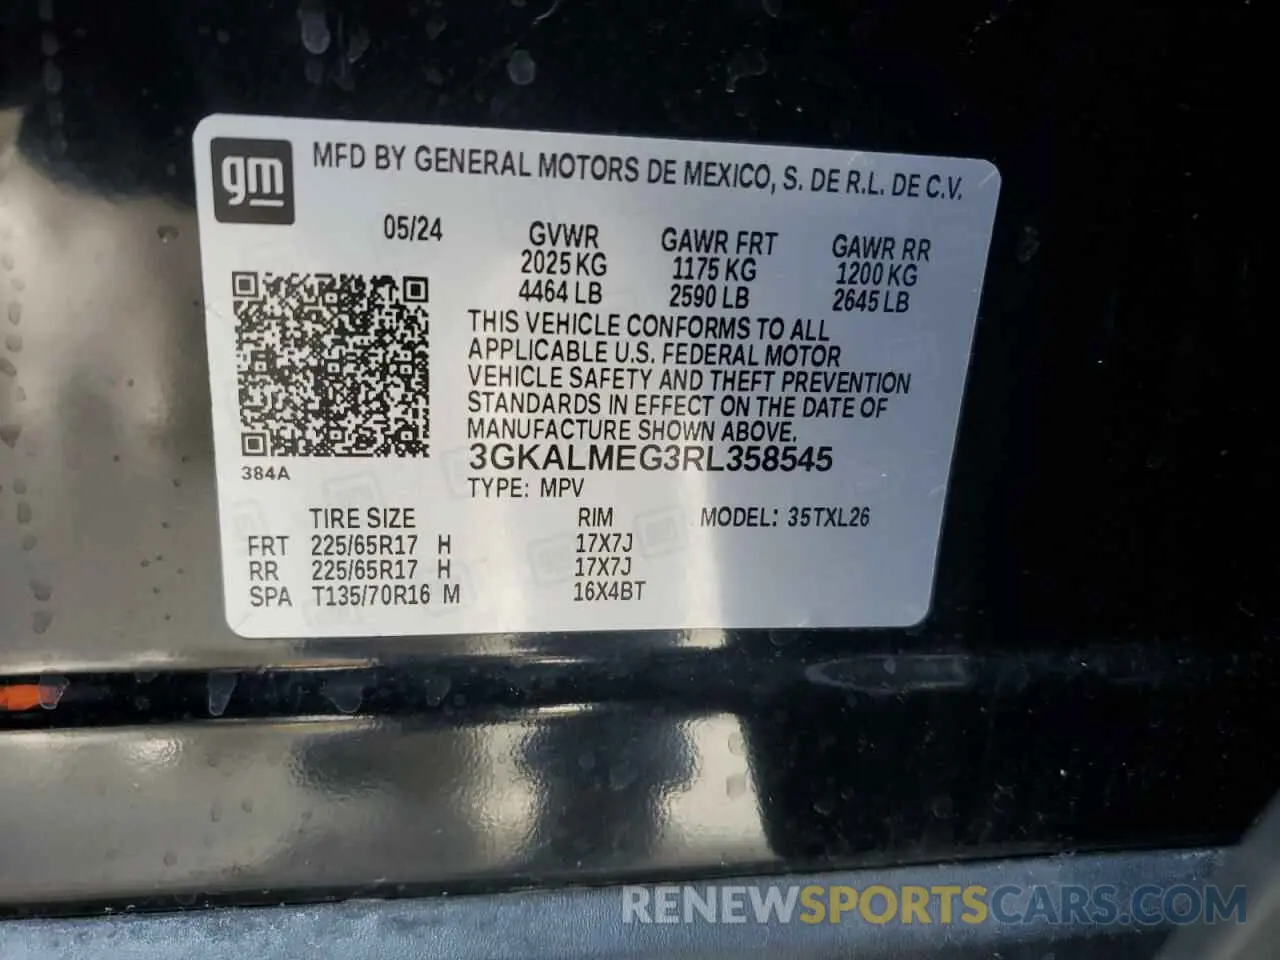 gm
MFD BY GENERAL MOTORS DE MEXICO, S. DE R.L. DE C.V.
05/24
GVWR GAWR FRT GAWR RR
2025 KG 1175 KG 1200 KG
4464 LB 2590 LB 2645 LB
THIS VEHICLE CONFORMS TO ALL
APPLICABLE U.S. FEDERAL MOTOR
VEHICLE SAFETY AND THEFT PREVENTION
STANDARDS IN EFFECT ON THE DATE OF
MANUFACTURE SHOWN ABOVE.
3GKALMEG3RL358545
384A
TYPE: MPV
TIRE SIZE RIM MODEL: 35TXL26
FRT 225/65R17 H 17X7J
RR 225/65R17 H 17X7J
SPA T135/70R16 M 16X4BT
RENEWSPORTSCARS.COM